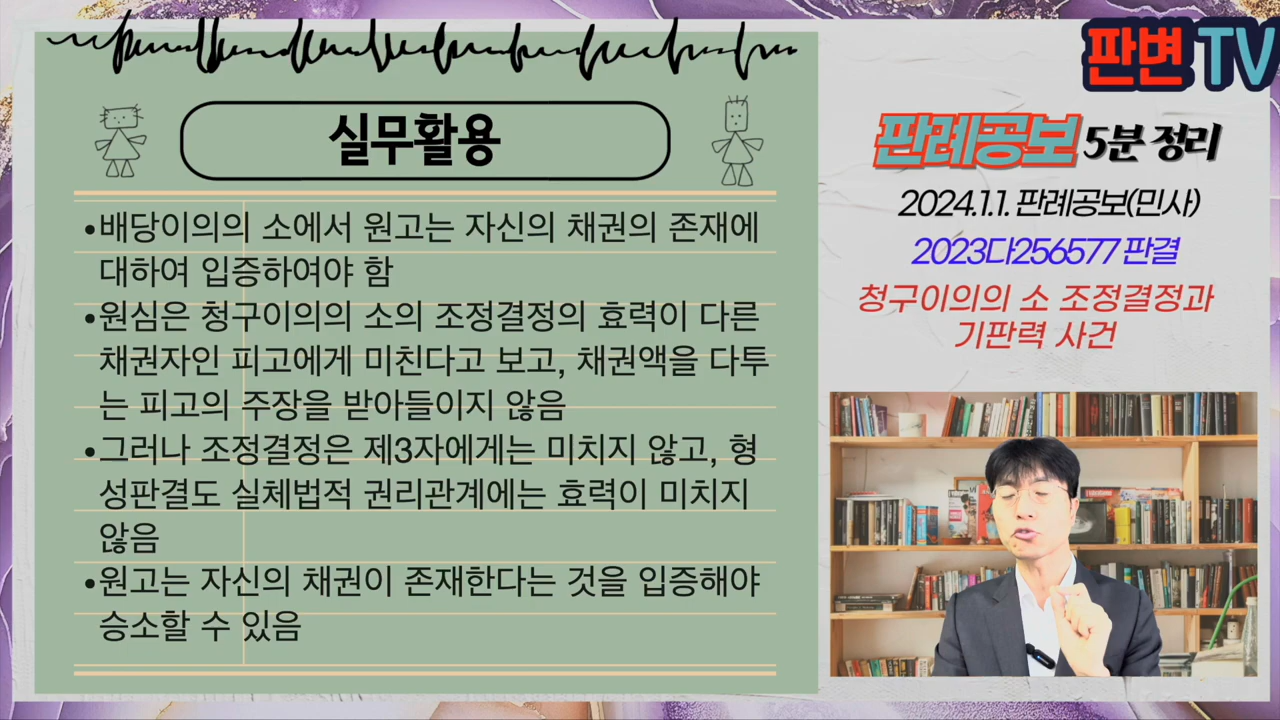 실무활용
•배당이의의 소에서 원고는 자신의 채권의 존재에
대하여 입증하여야 함
•원심은 청구이의의 소의 조정결정의 효력이 다른
채권자인 피고에게 미친다고 보고, 채권액을 다투
는 피고의 주장을 받아들이지 않음
•그러나 조정결정은 제3자에게는 미치지 않고, 형
성판결도 실체법적 권리관계에는 효력이 미치지
않음
•원고는 자신의 채권이 존재한다는 것을 입증해야
승소할 수 있음
판변 TV
판례공보 5분 정리
2024.1.1. 판례공보(민사)
2023다256577 판결
청구이의의 소 조정결정과
기판력 사건